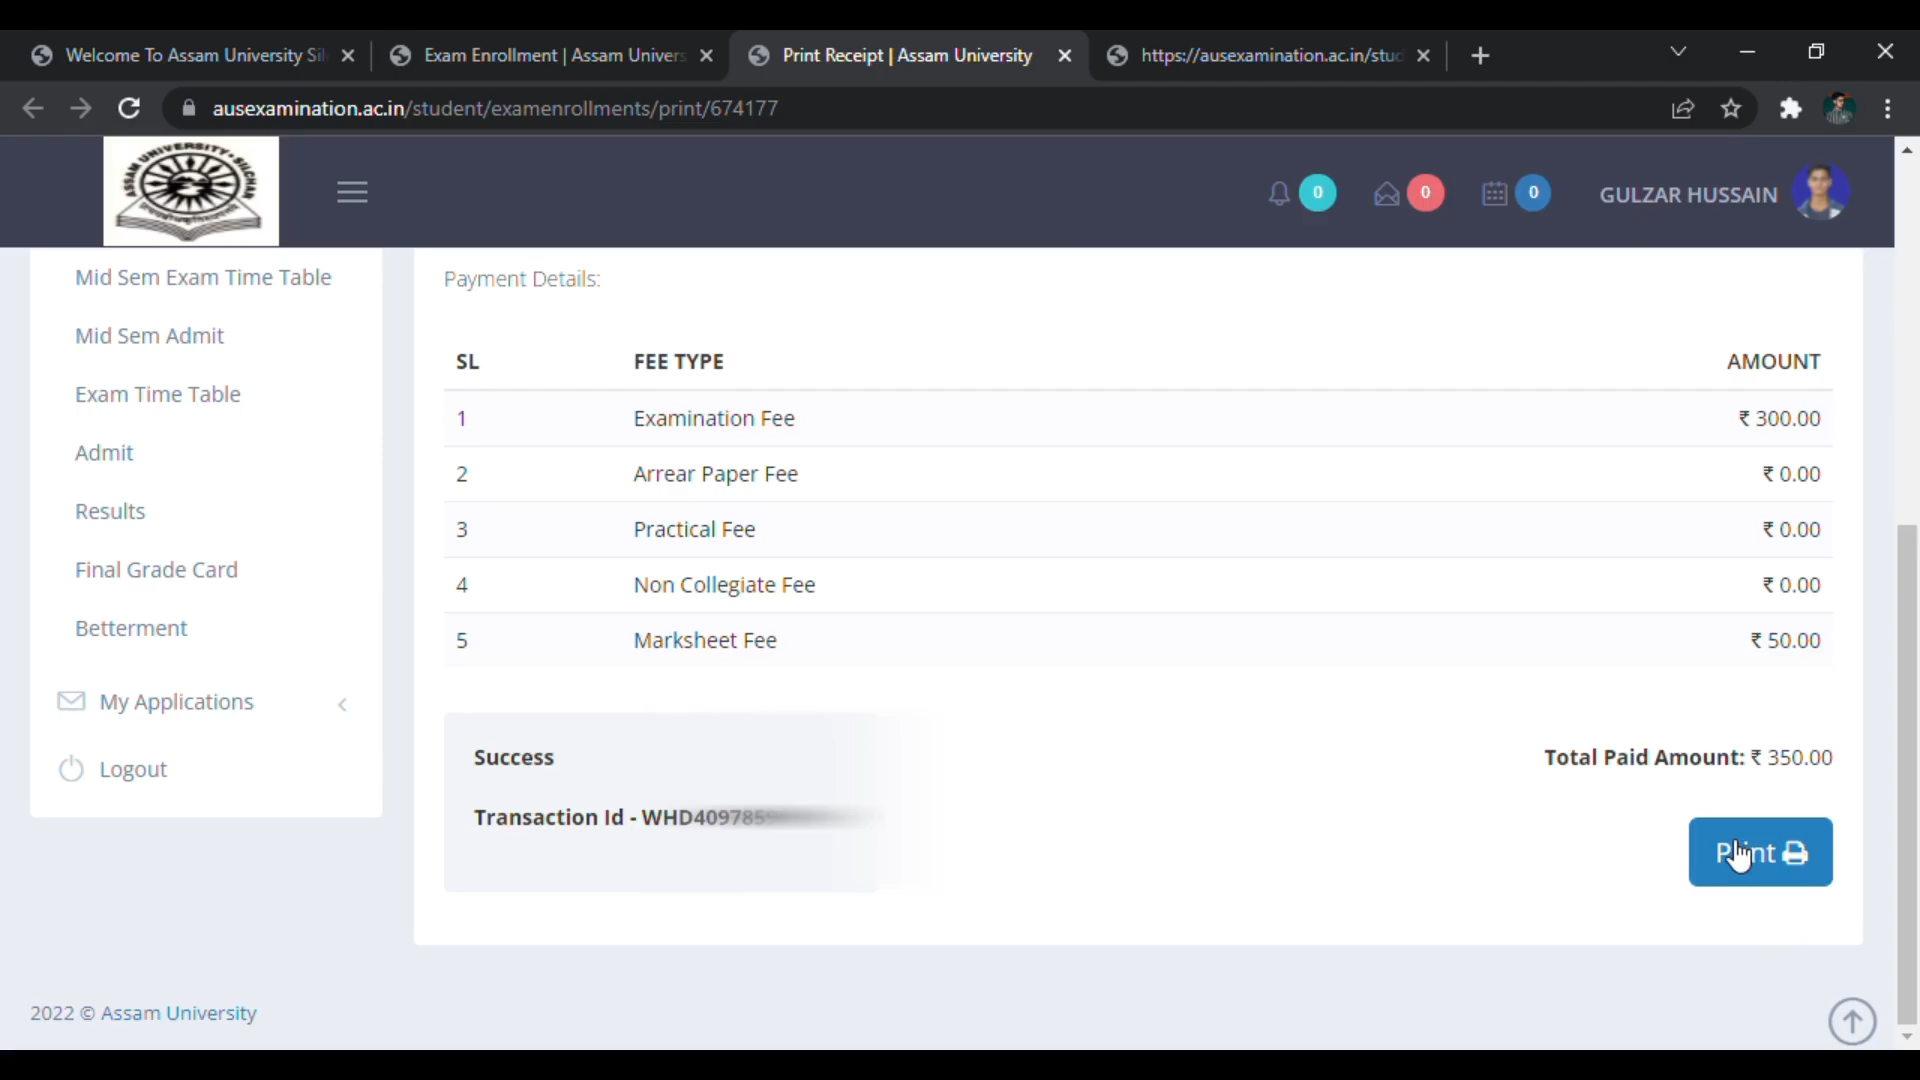 Welcome To Assam University Sil
Exam Enrollment | Assam Univers
Print Receipt | Assam University
https://ausexamination.ac.in/stud
ausexamination.ac.in/student/examenrollments/print/674177
ASSAM UNIVERSITY SILCHAR
0
0
0
GULZAR HUSSAIN
Mid Sem Exam Time Table
Mid Sem Admit
Exam Time Table
Admit
Results
Final Grade Card
Betterment
My Applications
Logout
Payment Details:
SL FEE TYPE AMOUNT
1 Examination Fee ₹ 300.00
2 Arrear Paper Fee ₹ 0.00
3 Practical Fee ₹ 0.00
4 Non Collegiate Fee ₹ 0.00
5 Marksheet Fee ₹ 50.00
Success
Total Paid Amount: ₹ 350.00
Transaction Id -
Print
2022 © Assam University